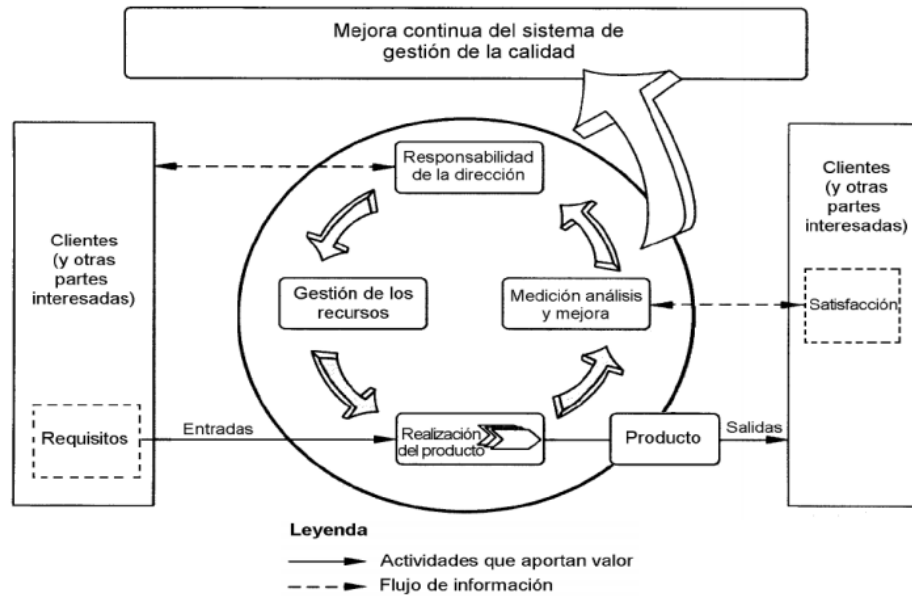 Mejora continua del sistema de
gestión de la calidad
Clientes
(y otras
partes
interesadas)
Requisitos
Entradas
Responsabilidad
de la dirección
Gestión de los
recursos
Medición análisis
y mejora
Realización
del producto
Producto
Salidas
Clientes
(y otras
partes
interesadas)
Satisfacción
Leyenda
Actividades que aportan valor
Flujo de información